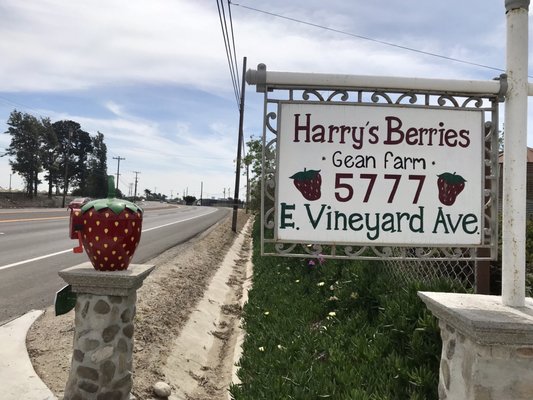 Harry's Berries
• Gean farm •
5777
E. Vineyard Ave.